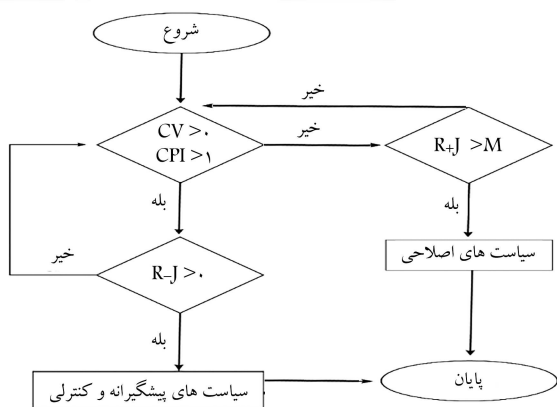 شروع
خیر
CV >۰
CPI >۱
خیر
R+J >M
بله
بله
سیاست های اصلاحی
خیر
R–J >۰
بله
سیاست های پیشگیرانه و کنترلی
پایان